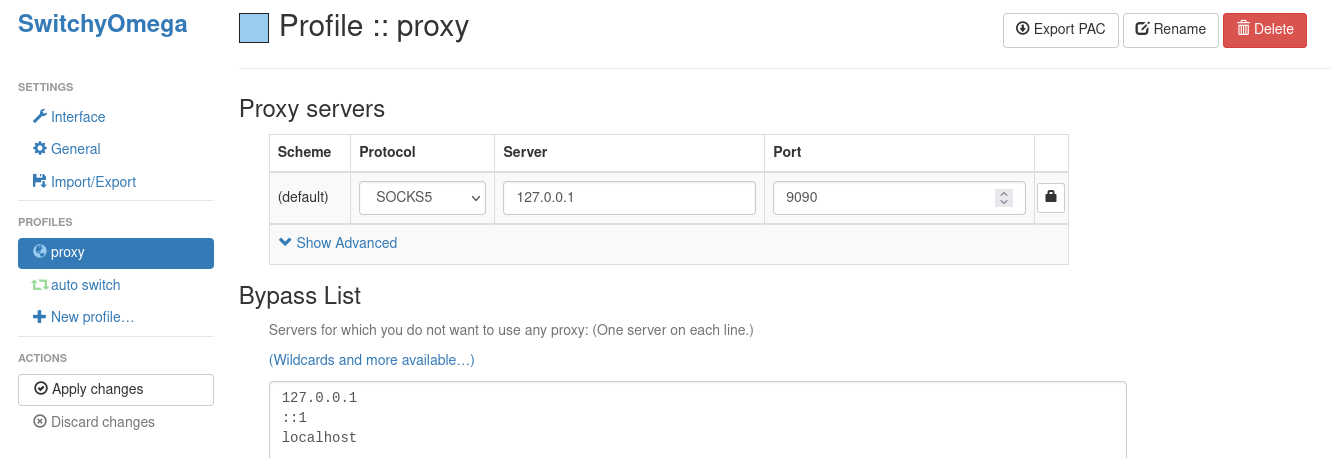 SwitchyOmega
SETTINGS
Interface
General
Import/Export
PROFILES
proxy
auto switch
New profile…
ACTIONS
Apply changes
Discard changes
Profile :: proxy
Export PAC
Rename
Delete
Proxy servers
Scheme Protocol Server Port
(default) SOCKS5 127.0.0.1 9090
Show Advanced
Bypass List
Servers for which you do not want to use any proxy: (One server on each line.)
(Wildcards and more available…)
127.0.0.1
::1
localhost